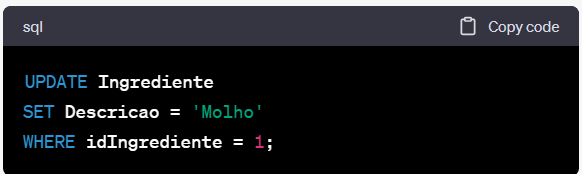 sql Copy code
UPDATE Ingrediente
SET Descricao = 'Molho'
WHERE idIngrediente = 1;